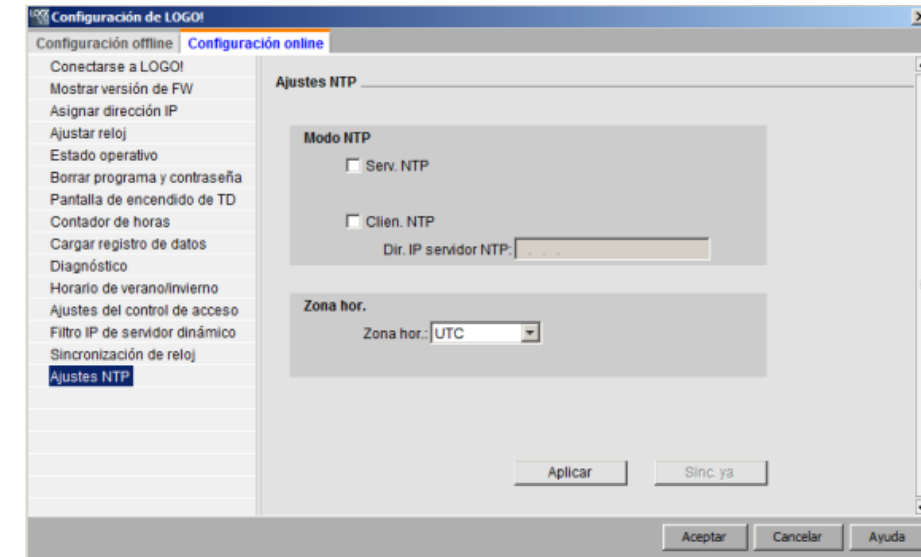 Configuración de LOGO!
Configuración offline
Configuración online
Conectarse a LOGO!
Mostrar versión de FW
Asignar dirección IP
Ajustar reloj
Estado operativo
Borrar programa y contraseña
Pantalla de encendido de TD
Contador de horas
Cargar registro de datos
Diagnóstico
Horario de verano/invierno
Ajustes del control de acceso
Filtro IP de servidor dinámico
Sincronización de reloj
Ajustes NTP
Ajustes NTP
Modo NTP
Serv. NTP
Clien. NTP
Dir. IP servidor NTP: . . .
Zona hor.
Zona hor.: UTC
Aplicar
Sinc. ya
Aceptar
Cancelar
Ayuda